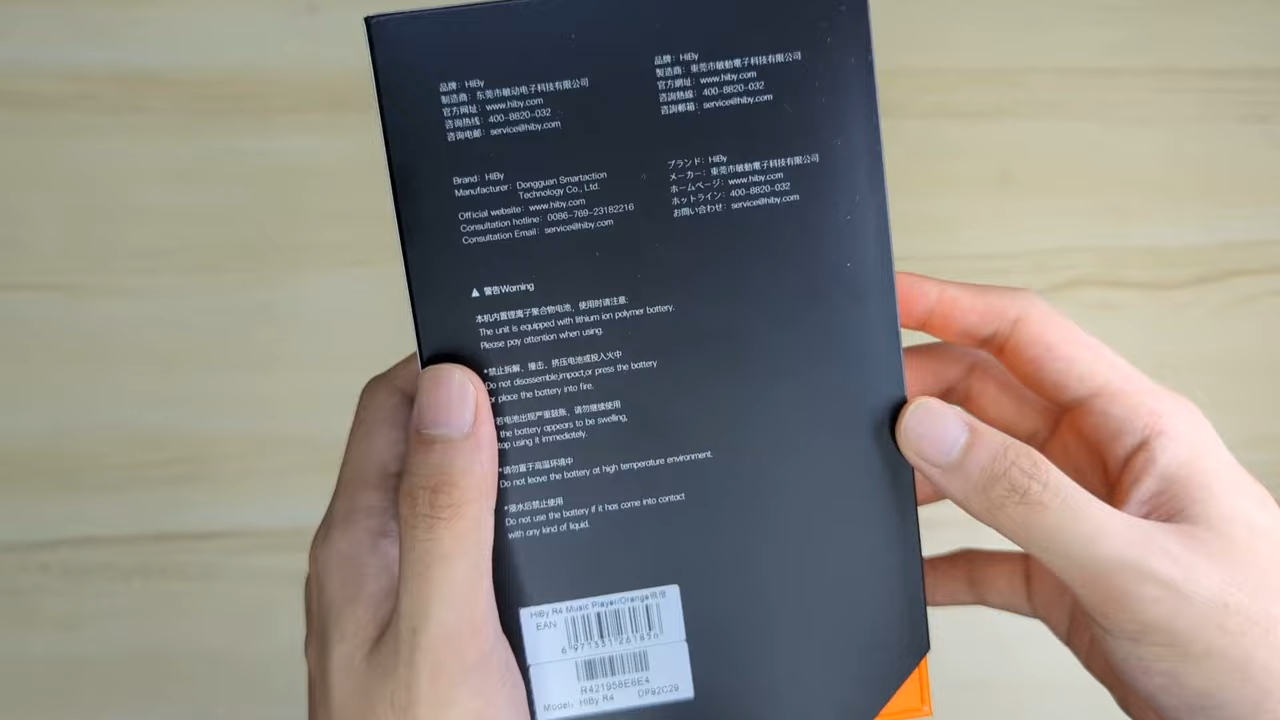 品牌：HiBy
制造商：东莞市敏动电子科技有限公司
官方网址：www.hiby.com
咨询热线：400-8820-032
咨询电邮：service@hiby.com
品牌：HiBy
製造商：東莞市敏動電子科技有限公司
官方網址：www.hiby.com
咨詢熱線：400-8820-032
咨詢邮箱：service@hiby.com
Brand：HiBy
Manufacturer：Dongguan Smartaction
Technology Co., Ltd.
Official website：www.hiby.com
Consultation hotline：0086-769-23182216
Consultation Email：service@hiby.com
ブランド：HiBy
メーカー：東莞市敏動電子科技有限公司
ホームページ：www.hiby.com
ホットライン：400-8820-032
お問い合わせ：service@hiby.com
警告Warning
本机内置锂离子聚合物电池，使用时请注意:
The unit is equipped with lithium ion polymer battery.
Please pay attention when using.
*禁止拆解、撞击、挤压电池或投入火中
Do not disassemble,impact,or press the battery
or place the battery into fire.
若电池出现严重鼓胀，请勿继续使用
the battery appears to be swelling,
top using it immediately.
*请勿置于高温环境中
Do not leave the battery at high temperature environment.
*浸水后禁止使用
Do not use the battery if it has come into contact
with any kind of liquid.
HiBy R4 Music Player/Orange
EAN
6 971351 261856
R421958E6E4
Model：HiBy R4 DP92C29